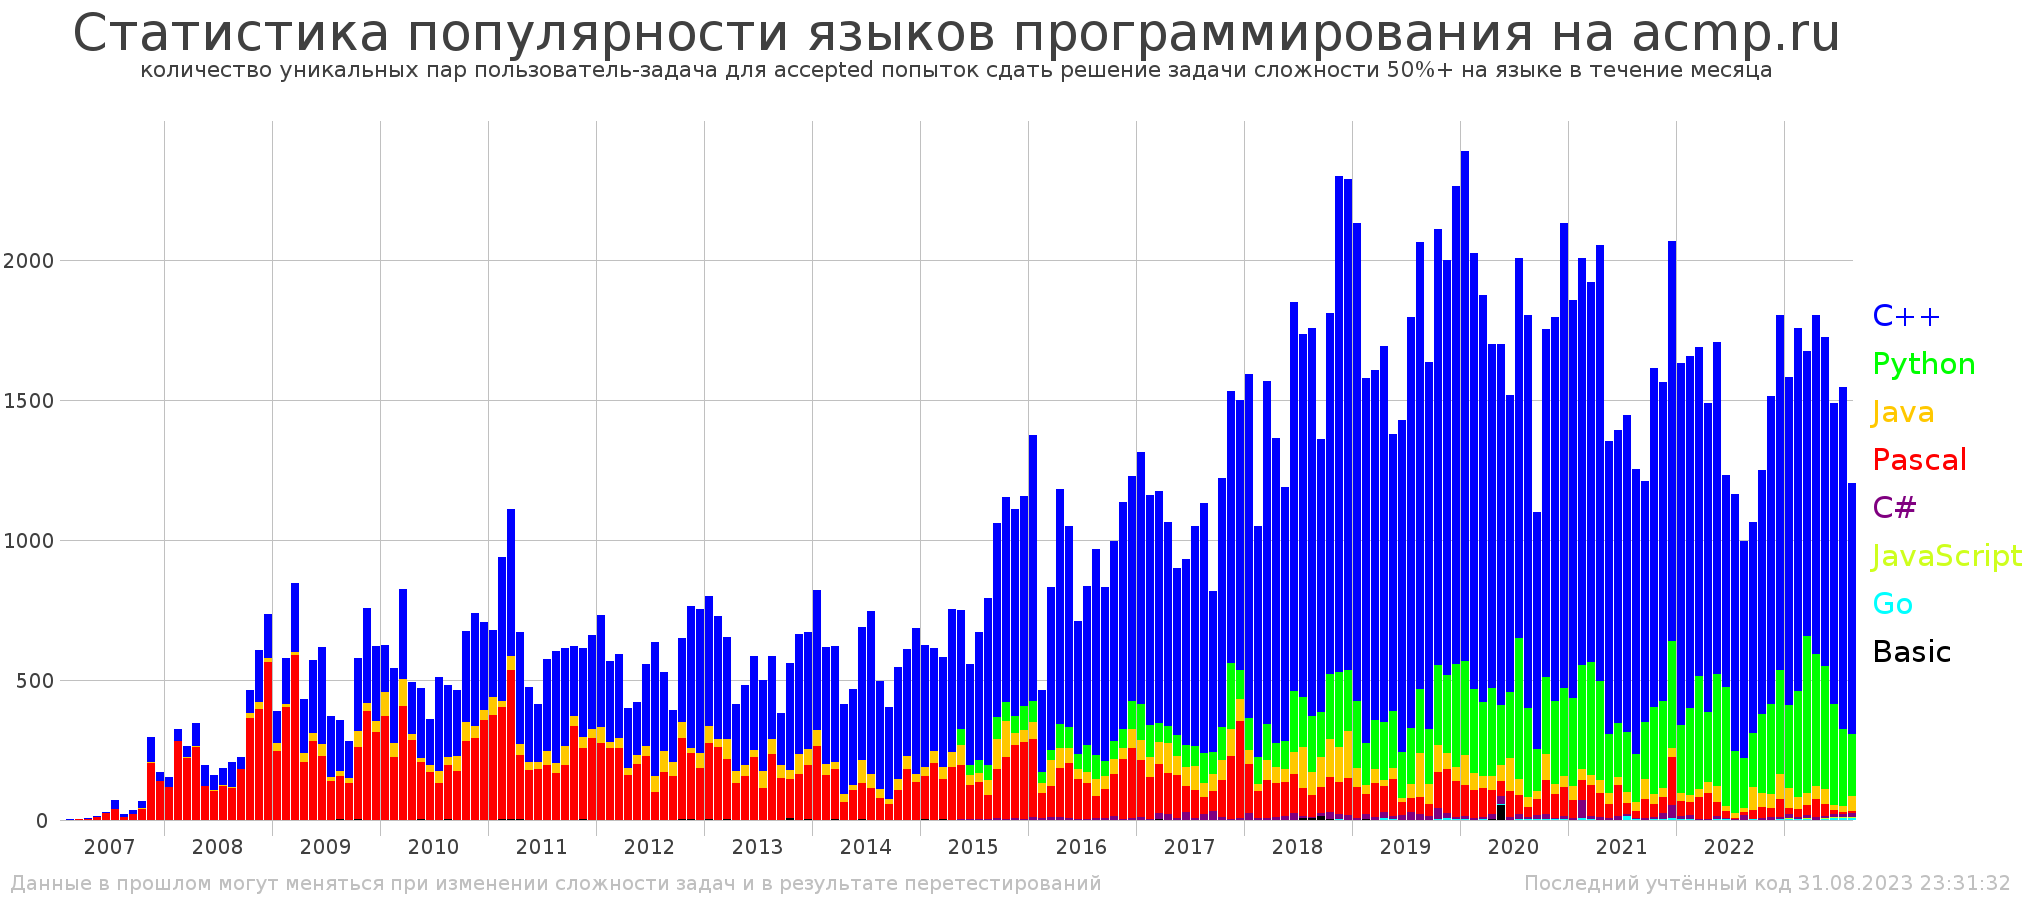 Статистика популярности языков программирования на acmp.ru
количество уникальных пар пользователь-задача для accepted попыток сдать решение задачи сложности 50%+ на языке в течение месяца
2000
1500
1000
500
0
C++
Python
Java
Pascal
C#
JavaScript
Go
Basic
2007 2008 2009 2010 2011 2012 2013 2014 2015 2016 2017 2018 2019 2020 2021 2022
Данные в прошлом могут меняться при изменении сложности задач и в результате перетестирований
Последний учтённый код 31.08.2023 23:31:32